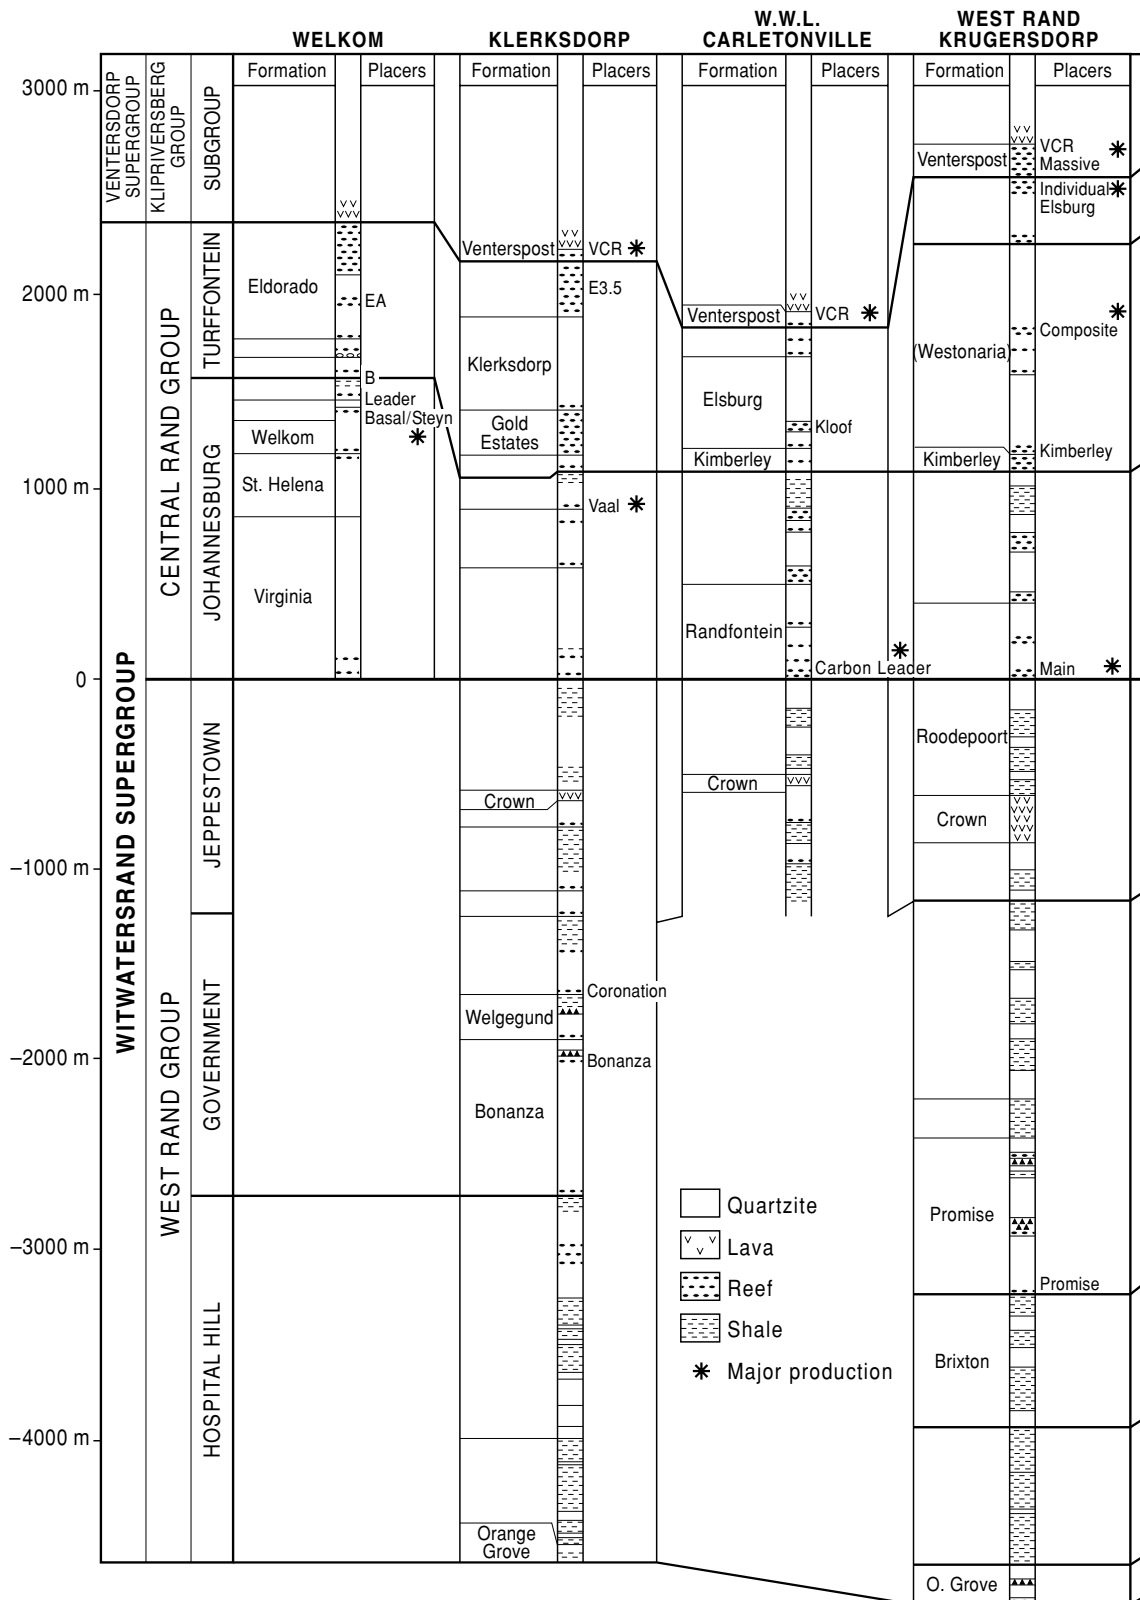 WELKOM
KLERKSDORP
W.W.L.
CARLETONVILLE
WEST RAND
KRUGERSDORP
Formation
Placers
Formation
Placers
Formation
Placers
Formation
Placers
3000 m
2000 m
1000 m
0
–1000 m
–2000 m
–3000 m
–4000 m
VENTERSDORP
SUPERGROUP
KLIPRIVERSBERG
GROUP
SUBGROUP
WITWATERSRAND SUPERGROUP
CENTRAL RAND GROUP
WEST RAND GROUP
TURFFONTEIN
JOHANNESBURG
JEPPESTOWN
GOVERNMENT
HOSPITAL HILL
Eldorado
EA
B
Leader
Basal/Steyn
Welkom
St. Helena
Virginia
Venterspost
VCR
E3.5
Klerksdorp
Gold
Estates
Vaal
Crown
Coronation
Welgegund
Bonanza
Bonanza
Orange
Grove
Venterspost
VCR
Elsburg
Kloof
Kimberley
Randfontein
Carbon Leader
Crown
Venterspost
VCR
Massive
Individual
Elsburg
Composite
(Westonaria)
Kimberley
Kimberley
Main
Roodepoort
Crown
Promise
Promise
Brixton
O. Grove
Quartzite
Lava
Reef
Shale
Major production